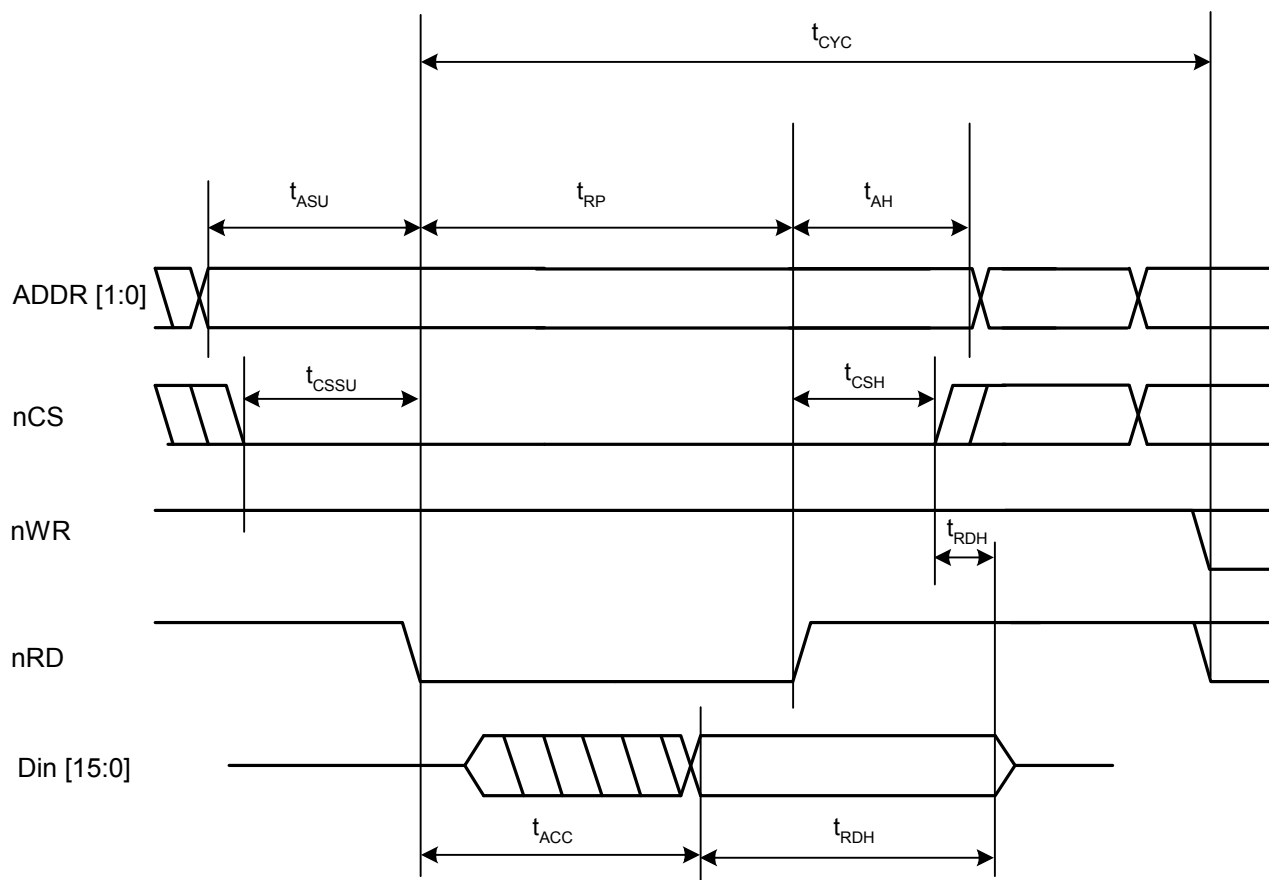 tCYC
tASU
tRP
tAH
ADDR [1:0]
tCSSU
tCSH
nCS
nWR
tRDH
nRD
Din [15:0]
tACC
tRDH